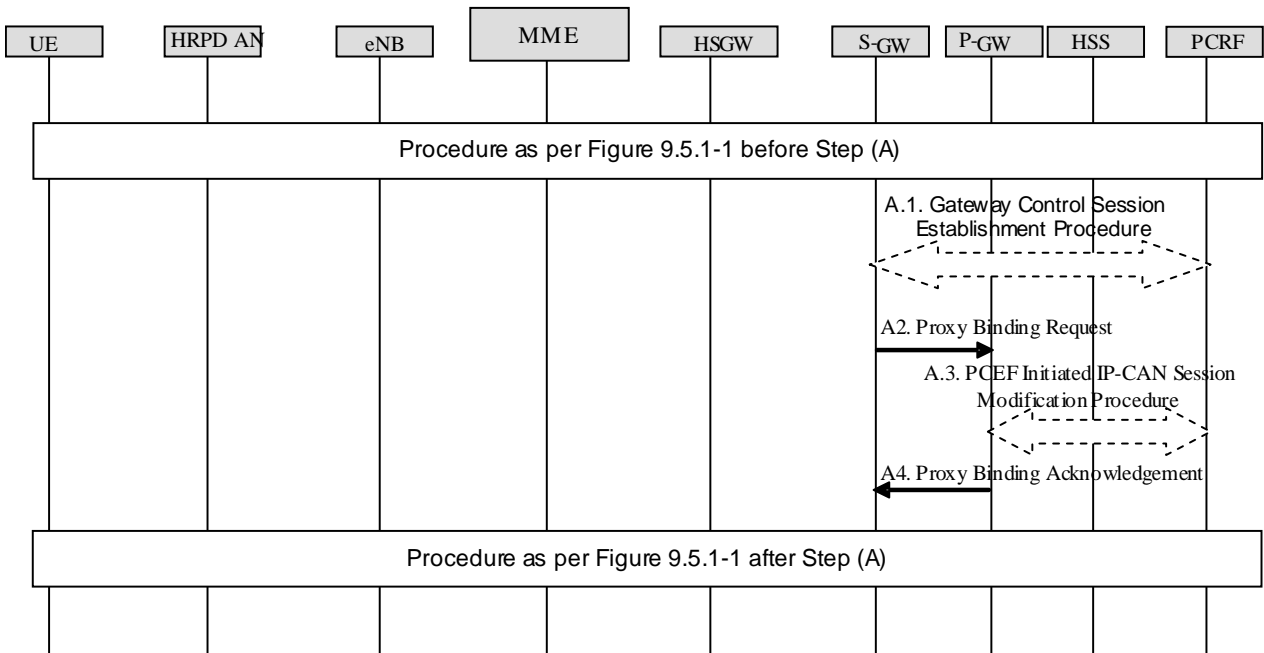 UE
HRPD AN
eNB
MME
HSGW
S-GW
P-GW
HSS
PCRF
Procedure as per Figure 9.5.1-1 before Step (A)
A.1. Gateway Control Session
Establishment Procedure
A2. Proxy Binding Request
A.3. PCEF Initiated IP-CAN Session
Modification Procedure
A4. Proxy Binding Acknowledgement
Procedure as per Figure 9.5.1-1 after Step (A)